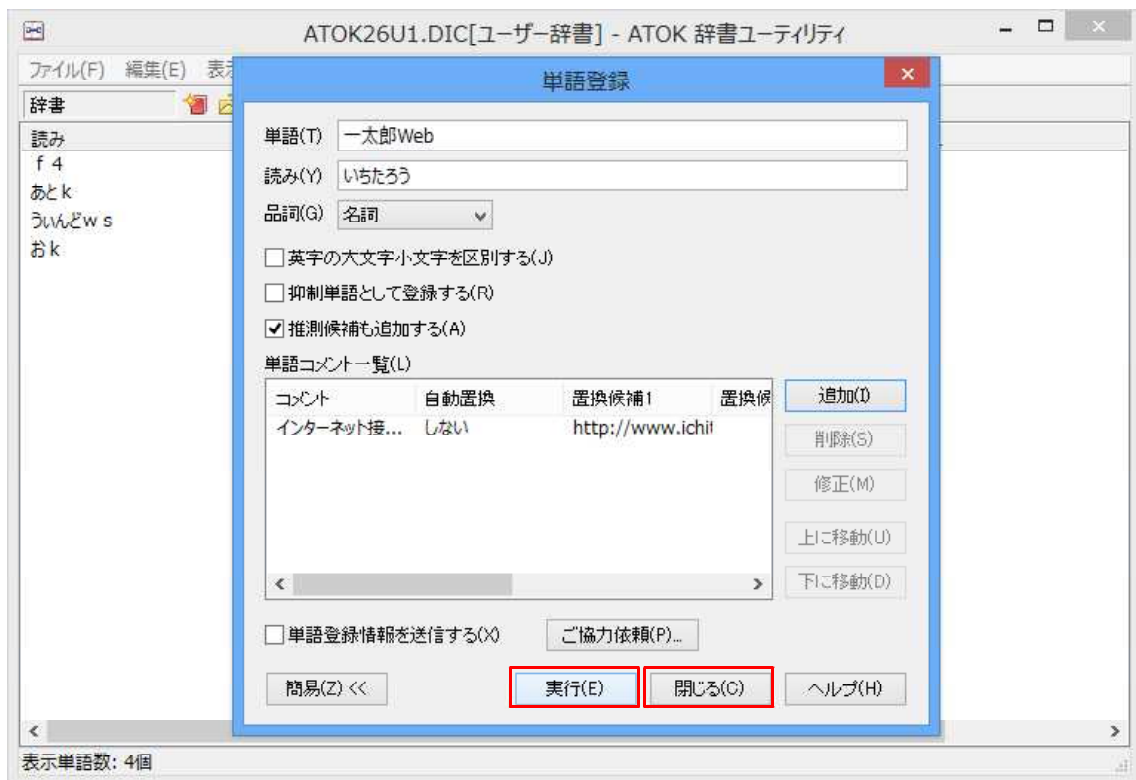 ATOK26U1.DIC[ユーザー辞書] - ATOK 辞書ユーティリティ
ファイル(F) 編集(E) 表示
単語登録
辞書
読み
f 4
あとk
うぃんどw s
おk
単語(T) 一太郎Web
読み(Y) いちたろう
品詞(G) 名詞
英字の大文字小文字を区別する(J)
抑制単語として登録する(R)
推測候補も追加する(A)
単語コメント一覧(L)
コメント 自動置換 置換候補1 置換候
インターネット接... しない http://www.ichit
追加(I)
削除(S)
修正(M)
上に移動(U)
下に移動(D)
単語登録情報を送信する(X) ご協力依頼(P)...
簡易(Z) << 実行(E) 閉じる(C) ヘルプ(H)
表示単語数: 4個